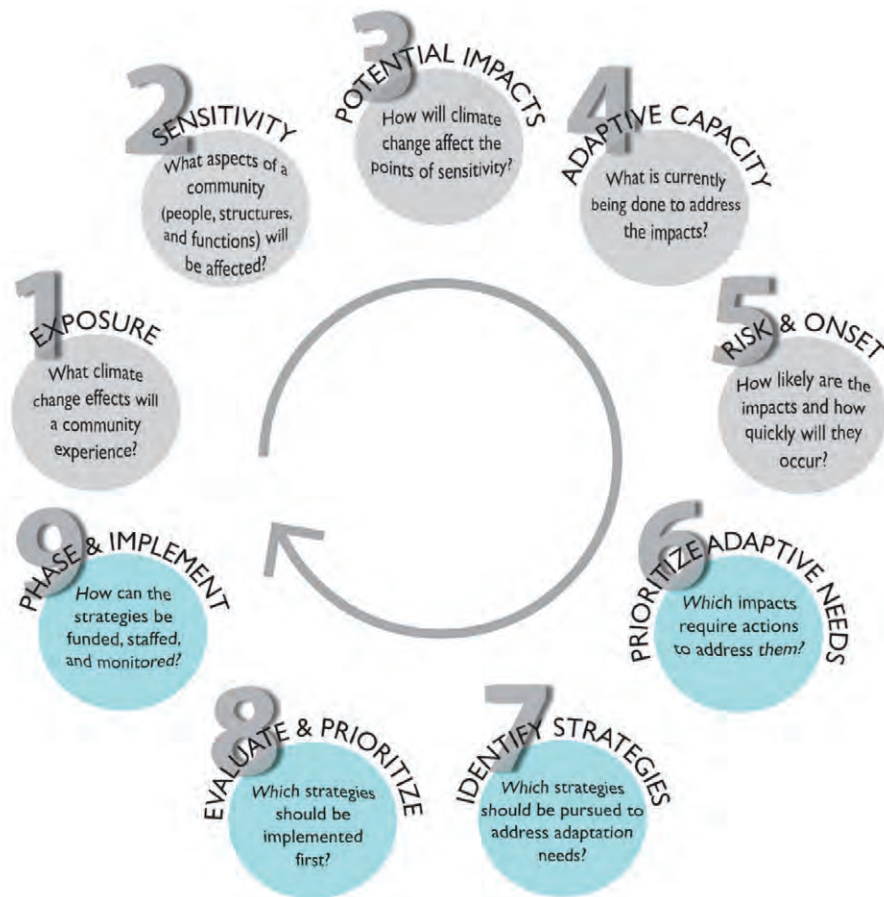 1
EXPOSURE
What climate
change effects will
a community
experience?
2
SENSITIVITY
What aspects of a
community
(people, structures,
and functions) will
be affected?
3
POTENTIAL IMPACTS
How will climate
change affect the
points of sensitivity?
4
ADAPTIVE CAPACITY
What is currently
being done to address
the impacts?
5
RISK & ONSET
How likely are the
impacts and how
quickly will they
occur?
6
PRIORITIZE ADAPTIVE NEEDS
Which impacts
require actions
to address them?
7
IDENTIFY STRATEGIES
Which strategies
should be pursued to
address adaptation
needs?
8
EVALUATE & PRIORITIZE
Which strategies
should be
implemented
first?
9
PHASE & IMPLEMENT
How can the
strategies be
funded, staffed,
and monitored?